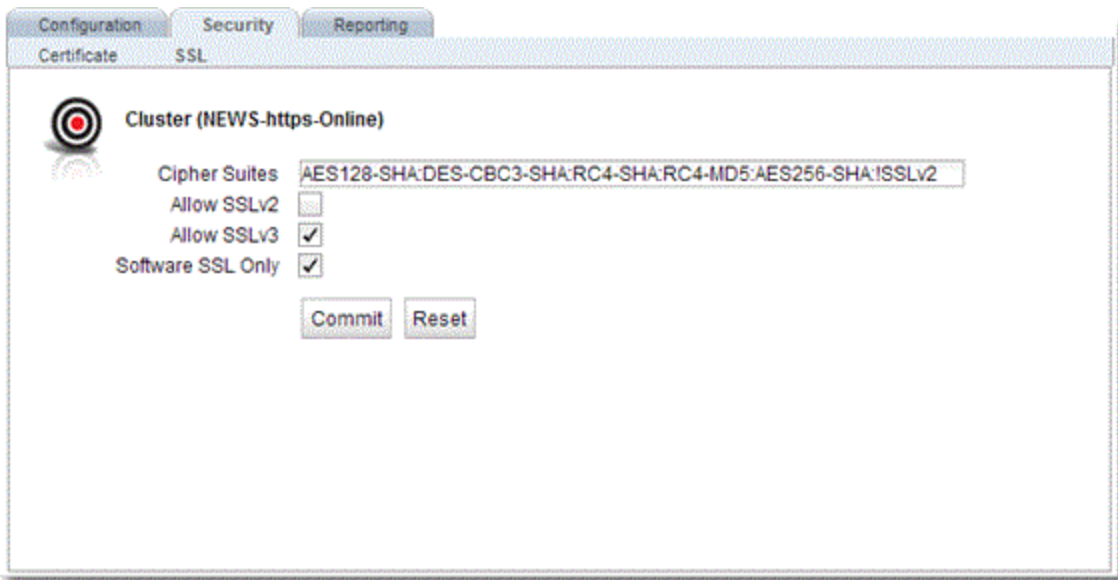 Configuration Security Reporting
Certificate SSL
Cluster (NEWS-https-Online)
Cipher Suites AES128-SHA:DES-CBC3-SHA:RC4-SHA:RC4-MD5:AES256-SHA:!SSLv2
Allow SSLv2
Allow SSLv3
Software SSL Only
Commit Reset